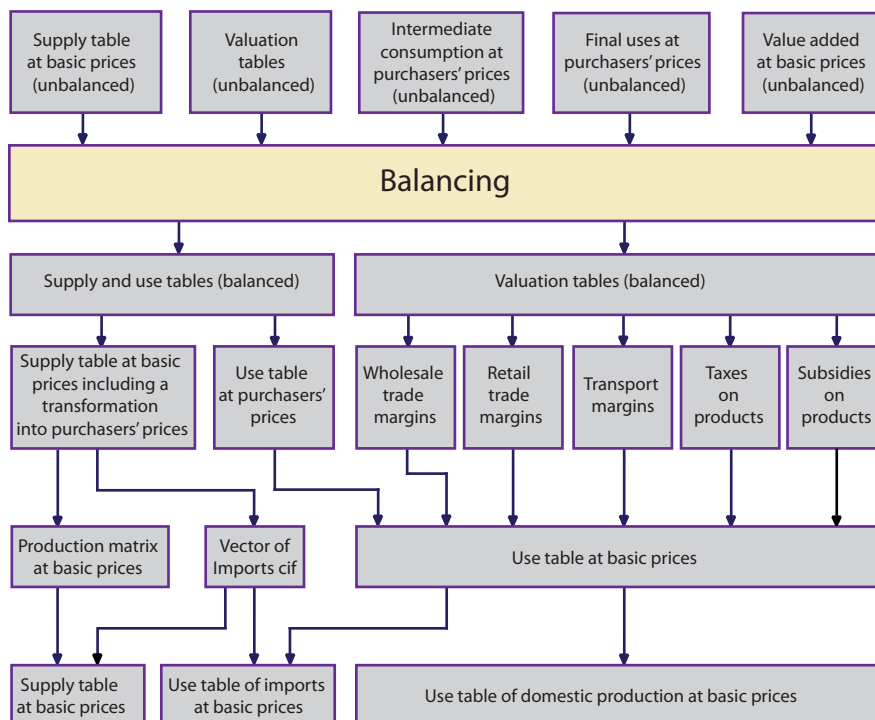 Supply table
at basic prices
(unbalanced)
Valuation
tables
(unbalanced)
Intermediate
consumption at
purchasers’ prices
(unbalanced)
Final uses at
purchasers’ prices
(unbalanced)
Value added
at basic prices
(unbalanced)
Balancing
Supply and use tables (balanced)
Valuation tables (balanced)
Supply table at basic
prices including a
transformation
into purchasers’ prices
Use table
at purchasers’
prices
Wholesale
trade
margins
Retail
trade
margins
Transport
margins
Taxes
on
products
Subsidies
on
products
Production matrix
at basic prices
Vector of
Imports cif
Use table at basic prices
Supply table
at basic prices
Use table of imports
at basic prices
Use table of domestic production at basic prices